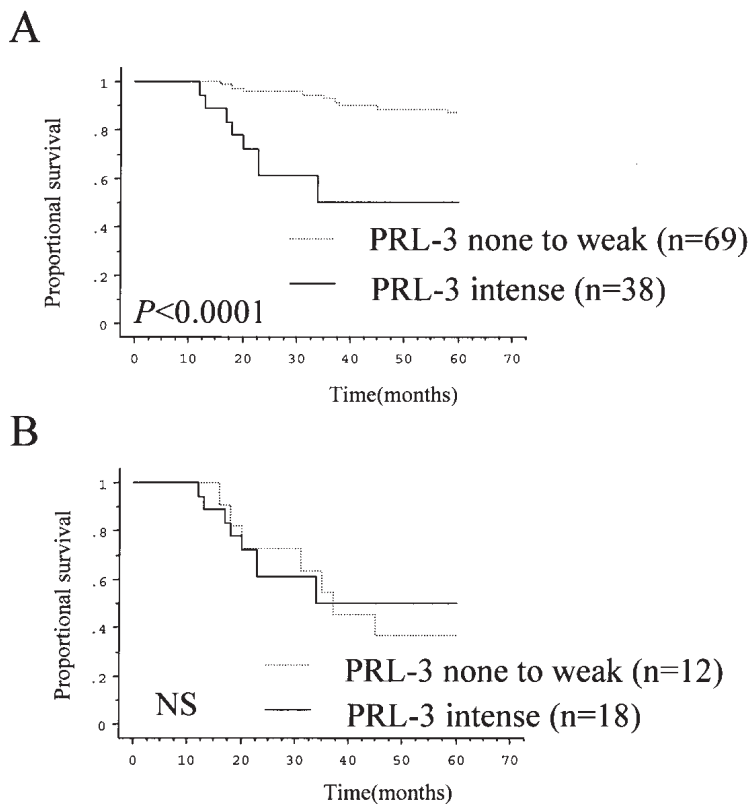 A
Proportional survival
1
.8
.6
.4
.2
0
PRL-3 none to weak (n=69)
PRL-3 intense (n=38)
P<0.0001
0 10 20 30 40 50 60 70
Time(months)
B
Proportional survival
1
.8
.6
.4
.2
0
PRL-3 none to weak (n=12)
PRL-3 intense (n=18)
NS
0 10 20 30 40 50 60 70
Time(months)